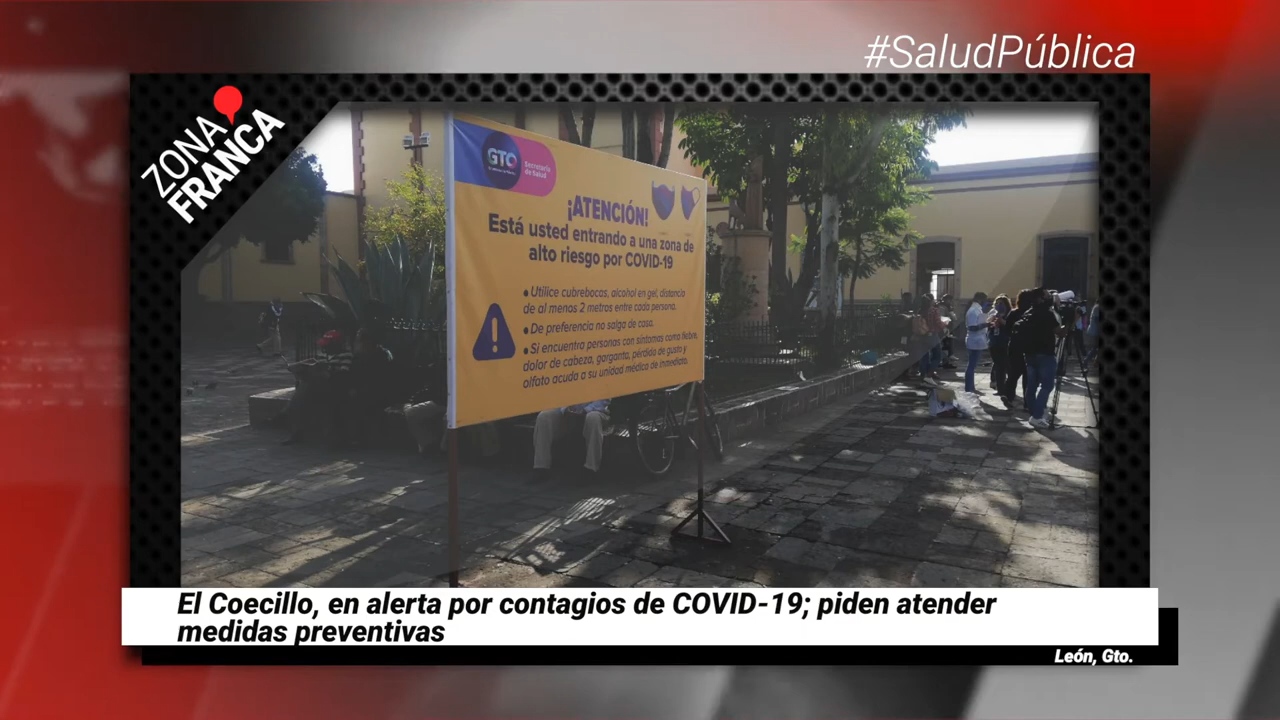 #SaludPública
ZONA
FRANCA
GTO
Secretaría
de Salud
¡ATENCIÓN!
Está usted entrando a una zona de
alto riesgo por COVID-19
• Utilice cubrebocas, alcohol en gel, distancia
de al menos 2 metros entre cada persona.
• De preferencia no salga de casa.
• Si encuentra personas con síntomas como fiebre,
dolor de cabeza, garganta, pérdida de gusto y
olfato acuda a su unidad médica de inmediato.
El Coecillo, en alerta por contagios de COVID-19; piden atender
medidas preventivas
León, Gto.